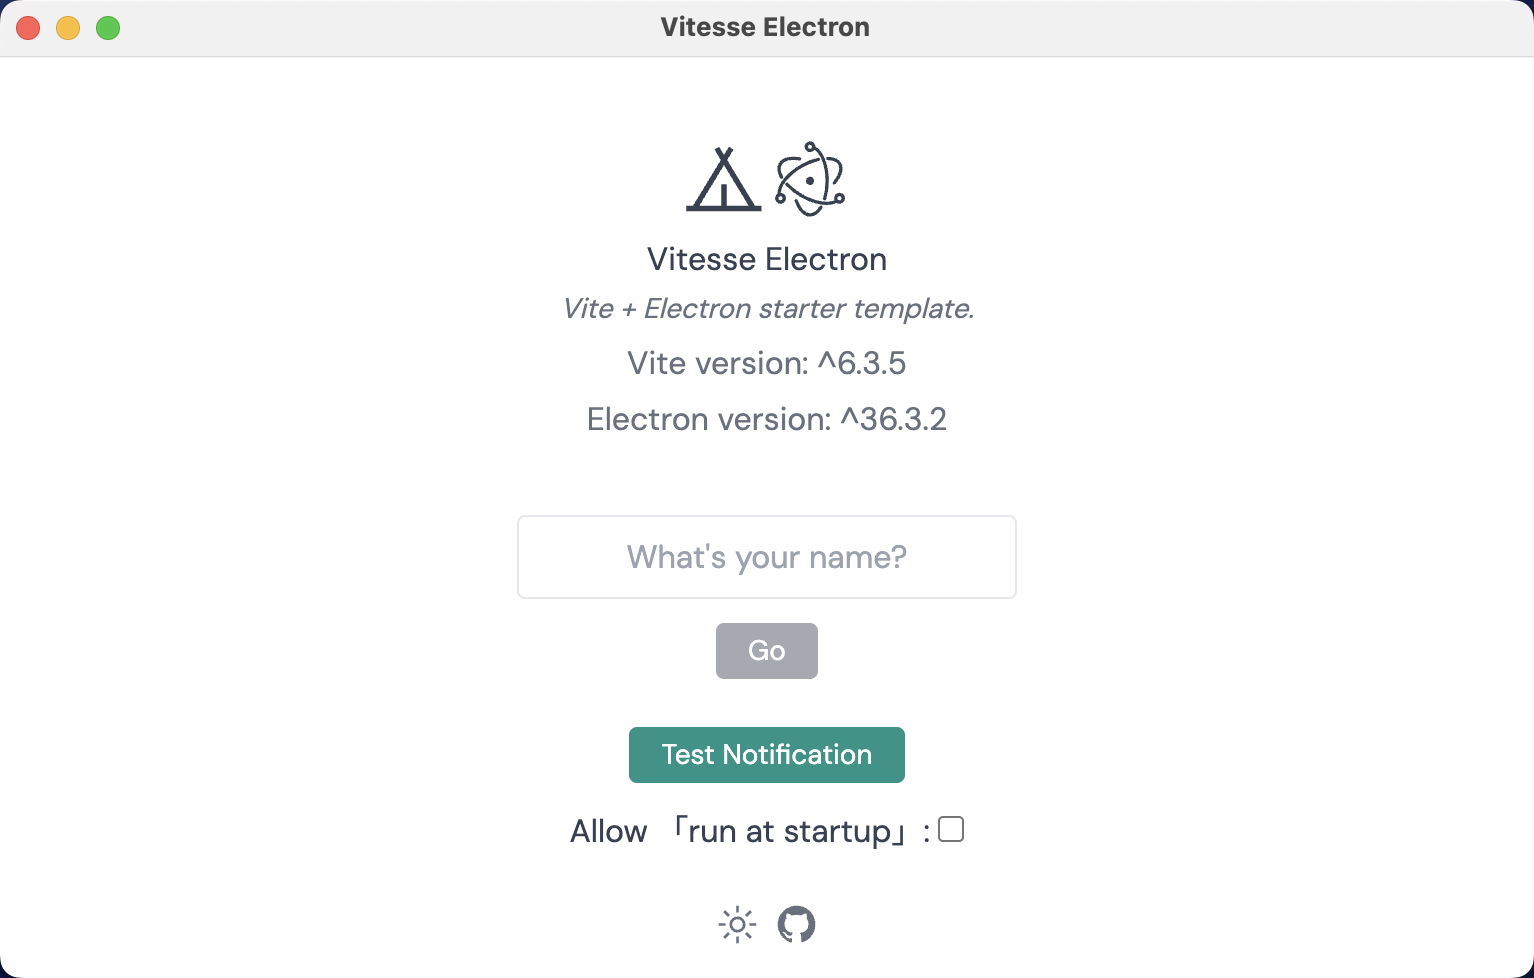 Vitesse Electron
Vitesse Electron
Vite + Electron starter template.
Vite version: ^6.3.5
Electron version: ^36.3.2
What's your name?
Go
Test Notification
Allow 「run at startup」: